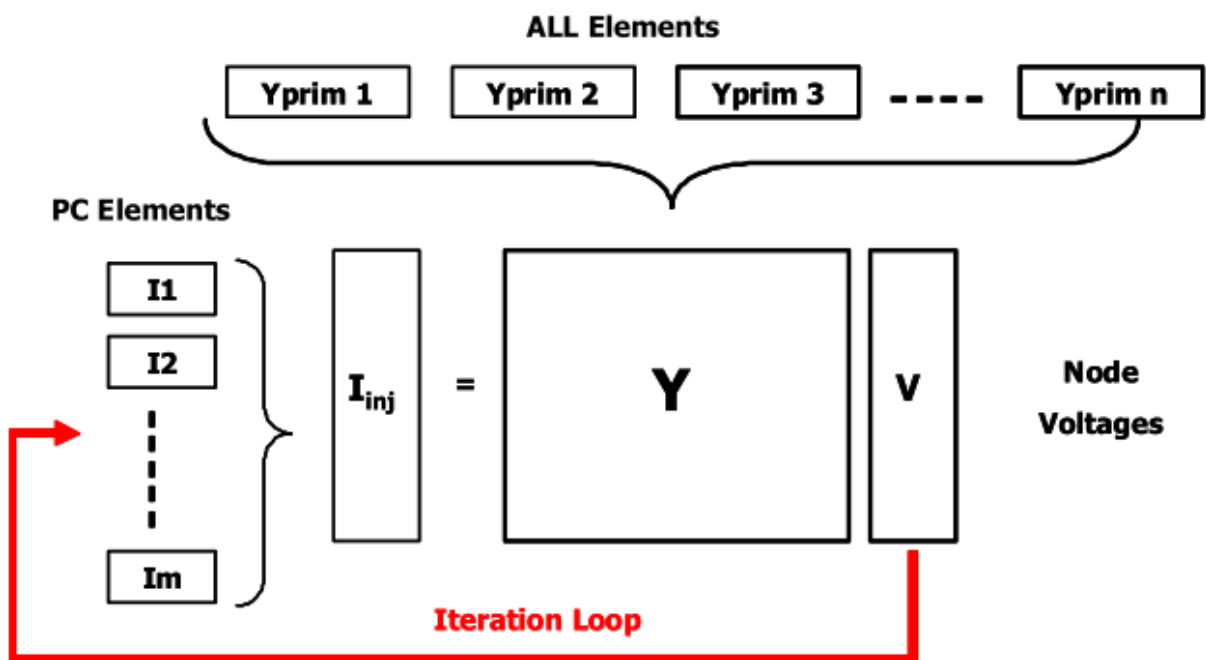 ALL Elements
Yprim 1 Yprim 2 Yprim 3 Yprim n
PC Elements
I1
I2
Im
Iinj = Y V
Node
Voltages
Iteration Loop